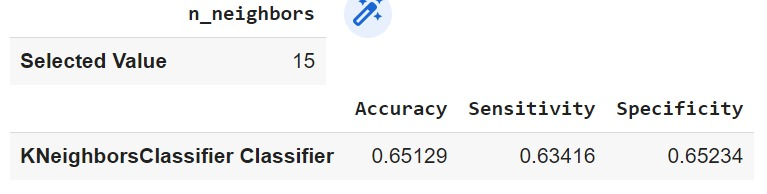 n_neighbors
Selected Value 15
Accuracy Sensitivity Specificity
KNeighborsClassifier Classifier 0.65129 0.63416 0.65234